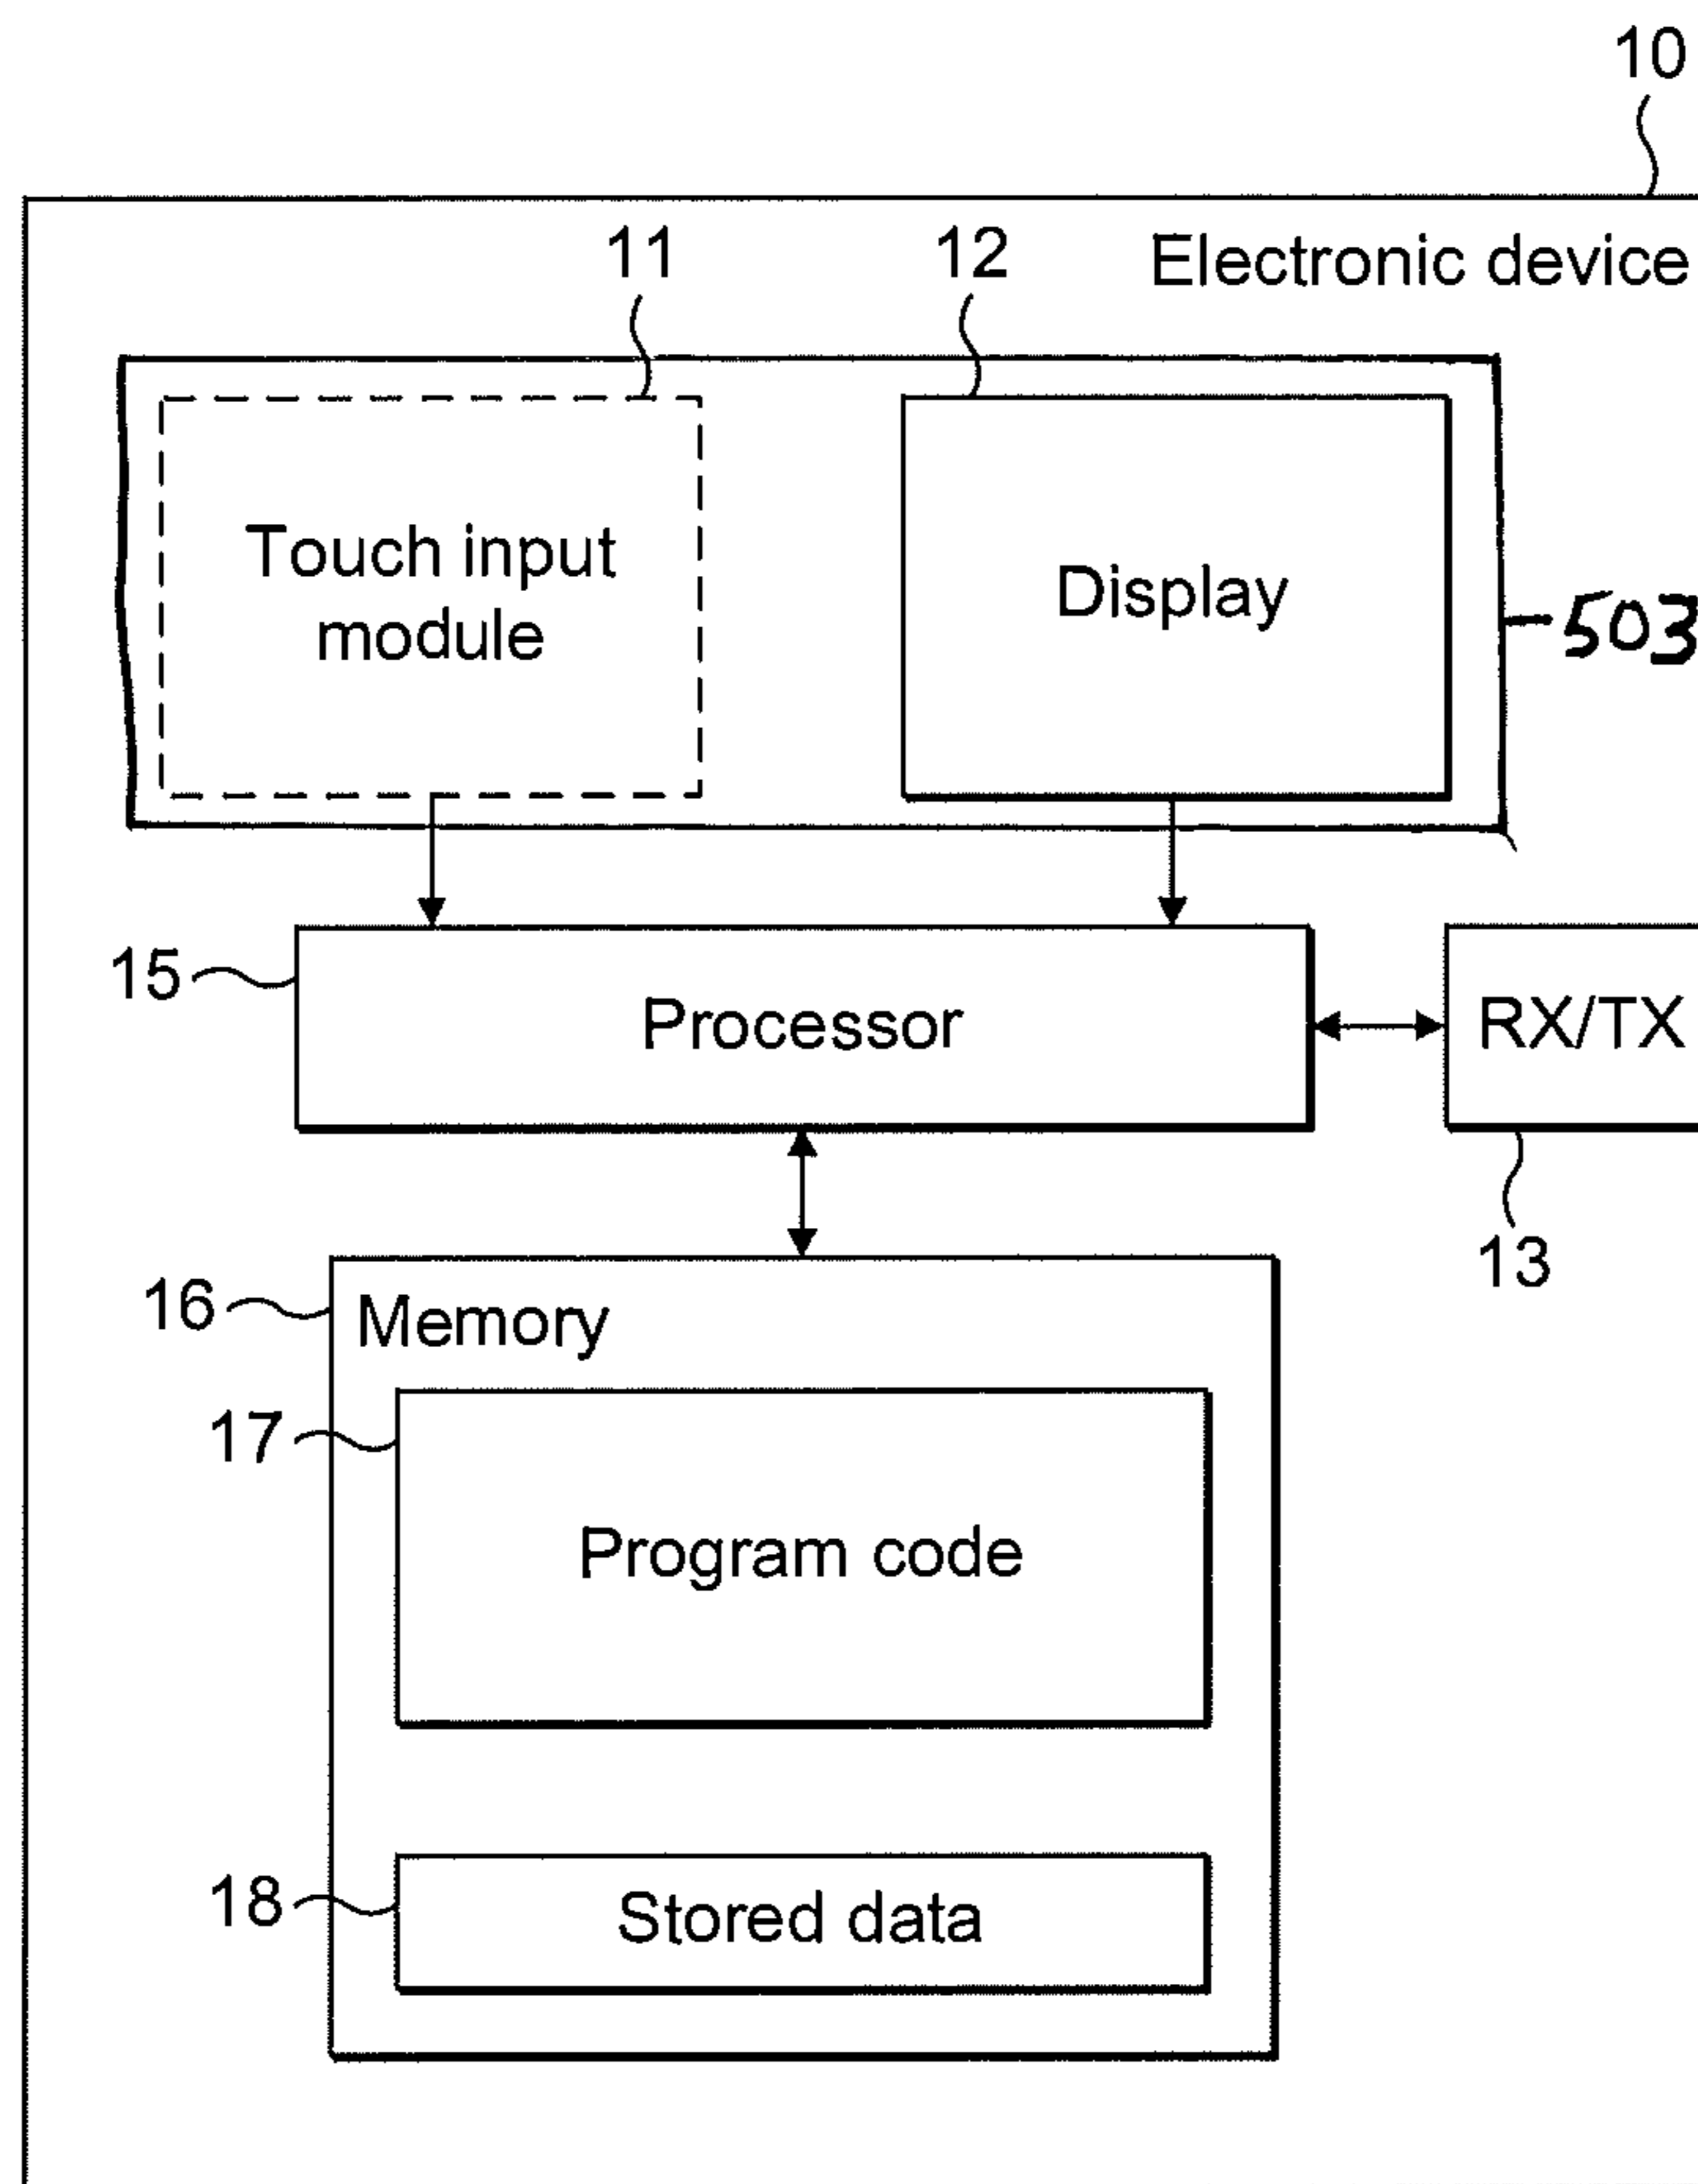 10
Electronic device
11
12
Touch input
module
Display
503
15
Processor
RX/TX
13
16
Memory
17
Program code
18
Stored data